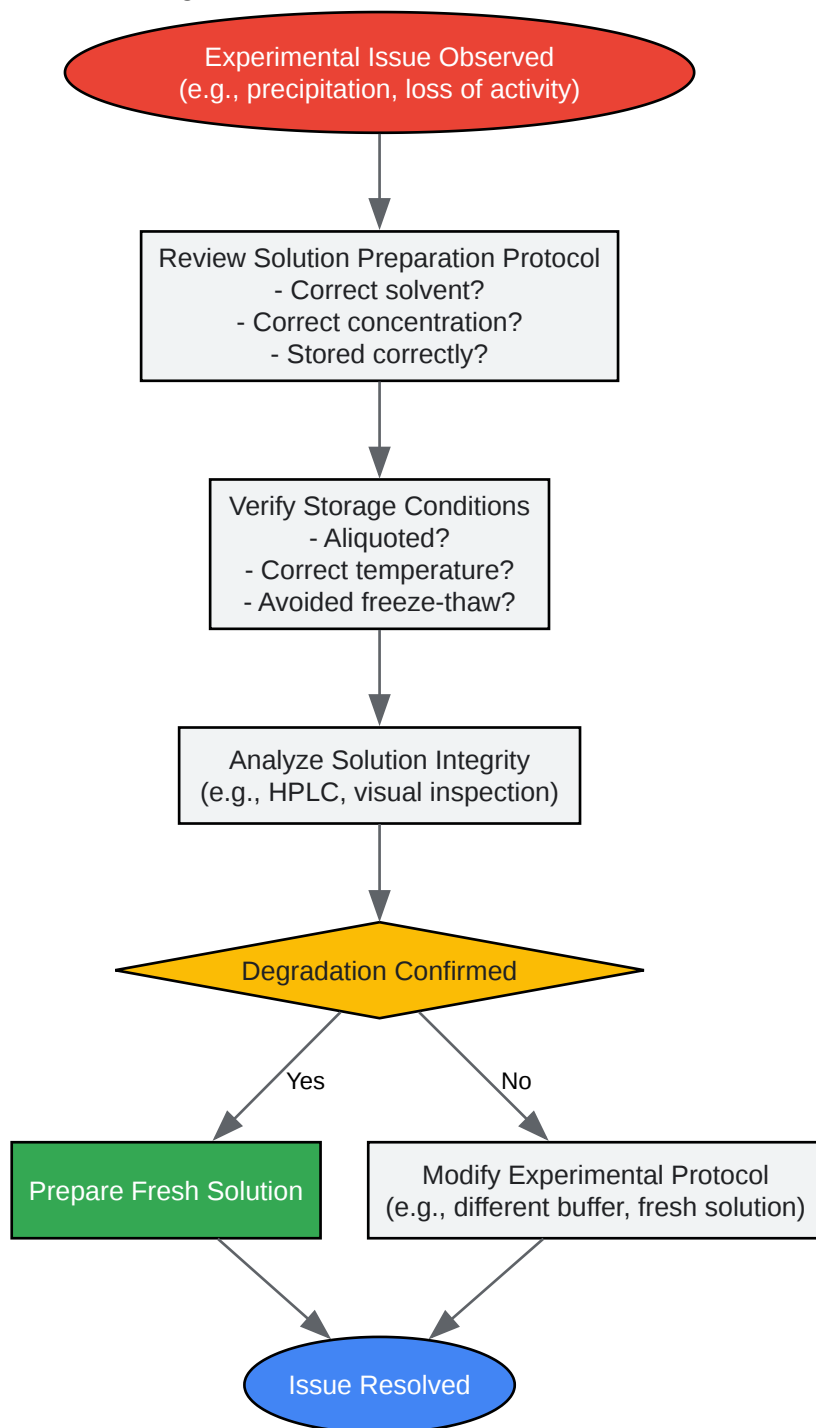 Experimental Issue Observed
(e.g., precipitation, loss of activity)
Review Solution Preparation Protocol
- Correct solvent?
- Correct concentration?
- Stored correctly?
Verify Storage Conditions
- Aliquoted?
- Correct temperature?
- Avoided freeze-thaw?
Analyze Solution Integrity
(e.g., HPLC, visual inspection)
Degradation Confirmed
Yes
No
Prepare Fresh Solution
Modify Experimental Protocol
(e.g., different buffer, fresh solution)
Issue Resolved